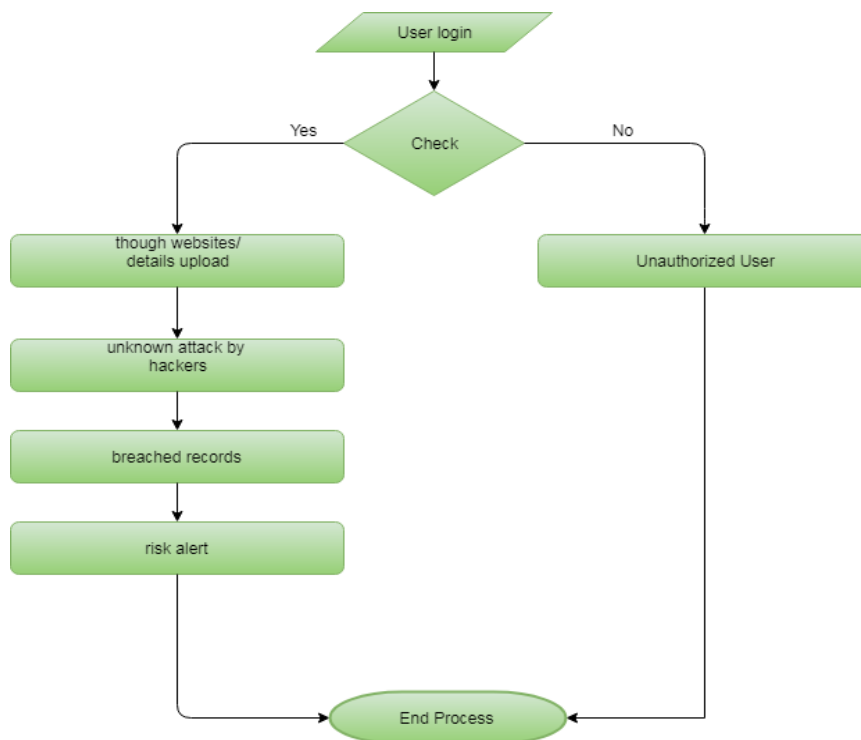 User login
Check
Yes
No
though websites/
details upload
Unauthorized User
unknown attack by
hackers
breached records
risk alert
End Process